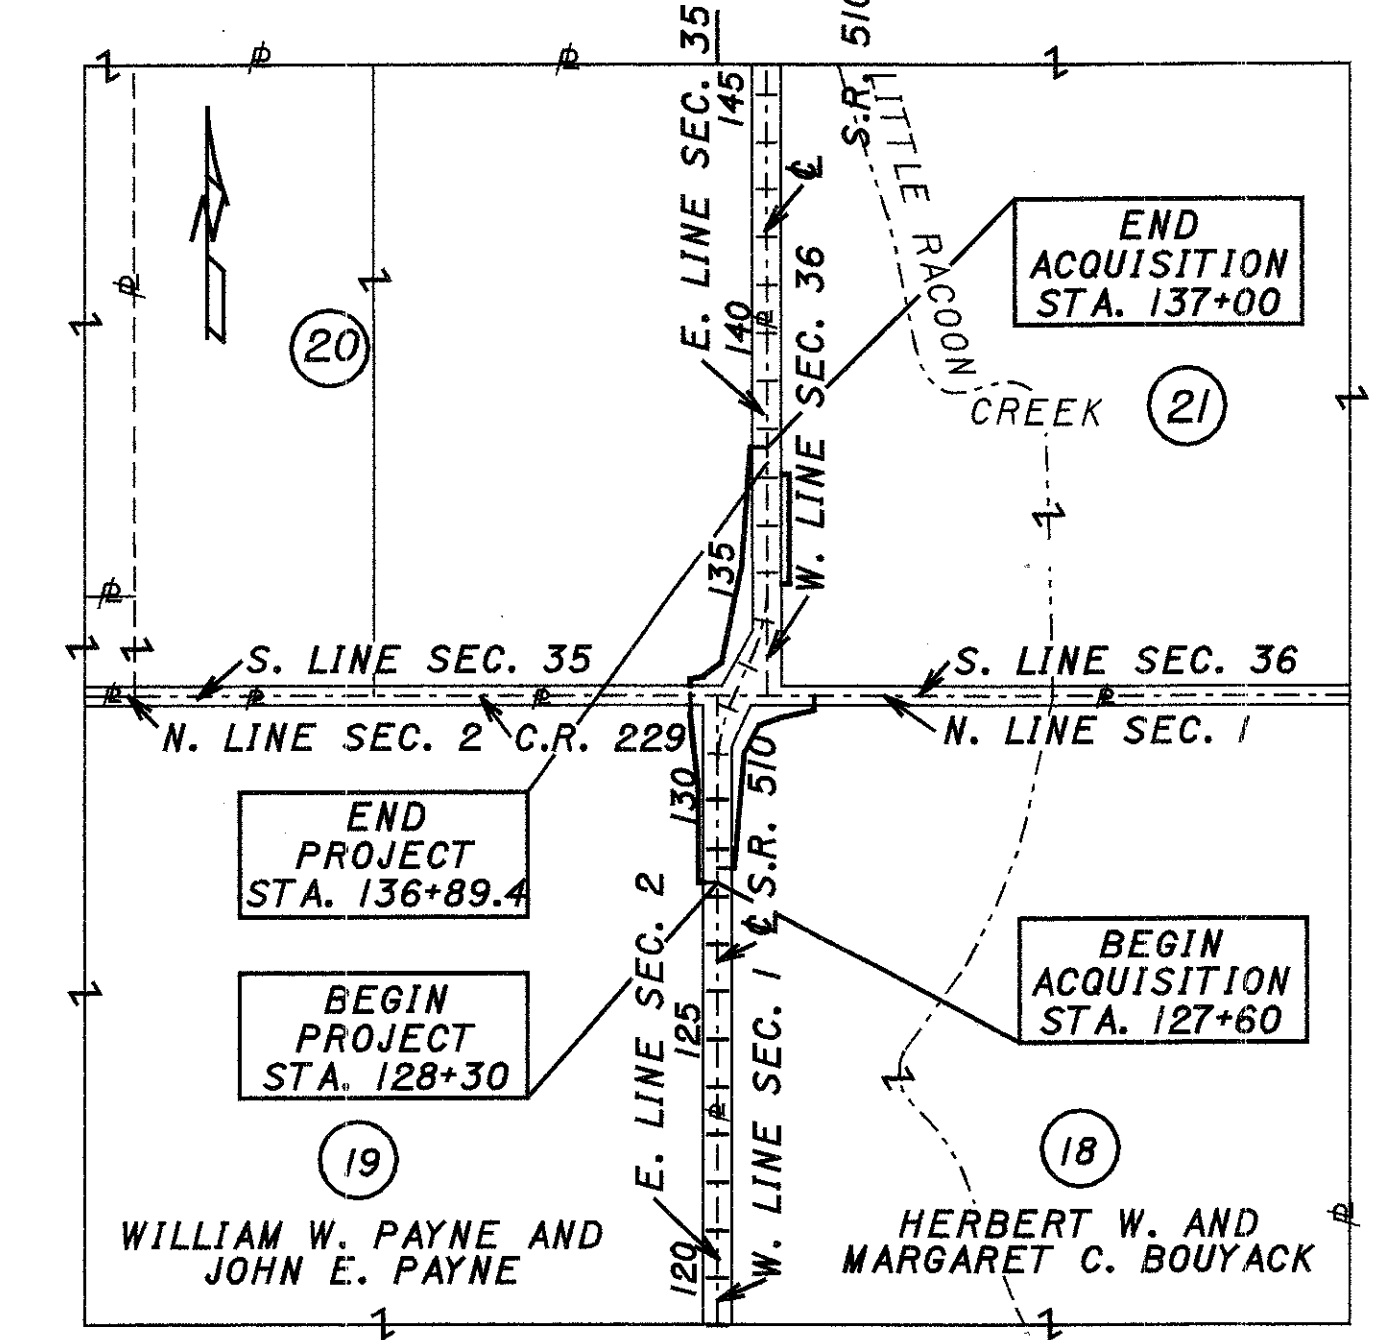 35
510
E. LINE SEC.
145
S.R.
LITTLE RACOON
CREEK
END
ACQUISITION
STA. 137+00
20
140
W. LINE SEC. 36
21
135
S. LINE SEC. 35
S. LINE SEC. 36
N. LINE SEC. 2
C.R. 229
N. LINE SEC. 1
130
S.R. 510
END
PROJECT
STA. 136+89.4
E. LINE SEC. 2
BEGIN
ACQUISITION
STA. 127+60
BEGIN
PROJECT
STA. 128+30
125
W. LINE SEC. 1
19
18
WILLIAM W. PAYNE AND
JOHN E. PAYNE
HERBERT W. AND
MARGARET C. BOUYACK
120